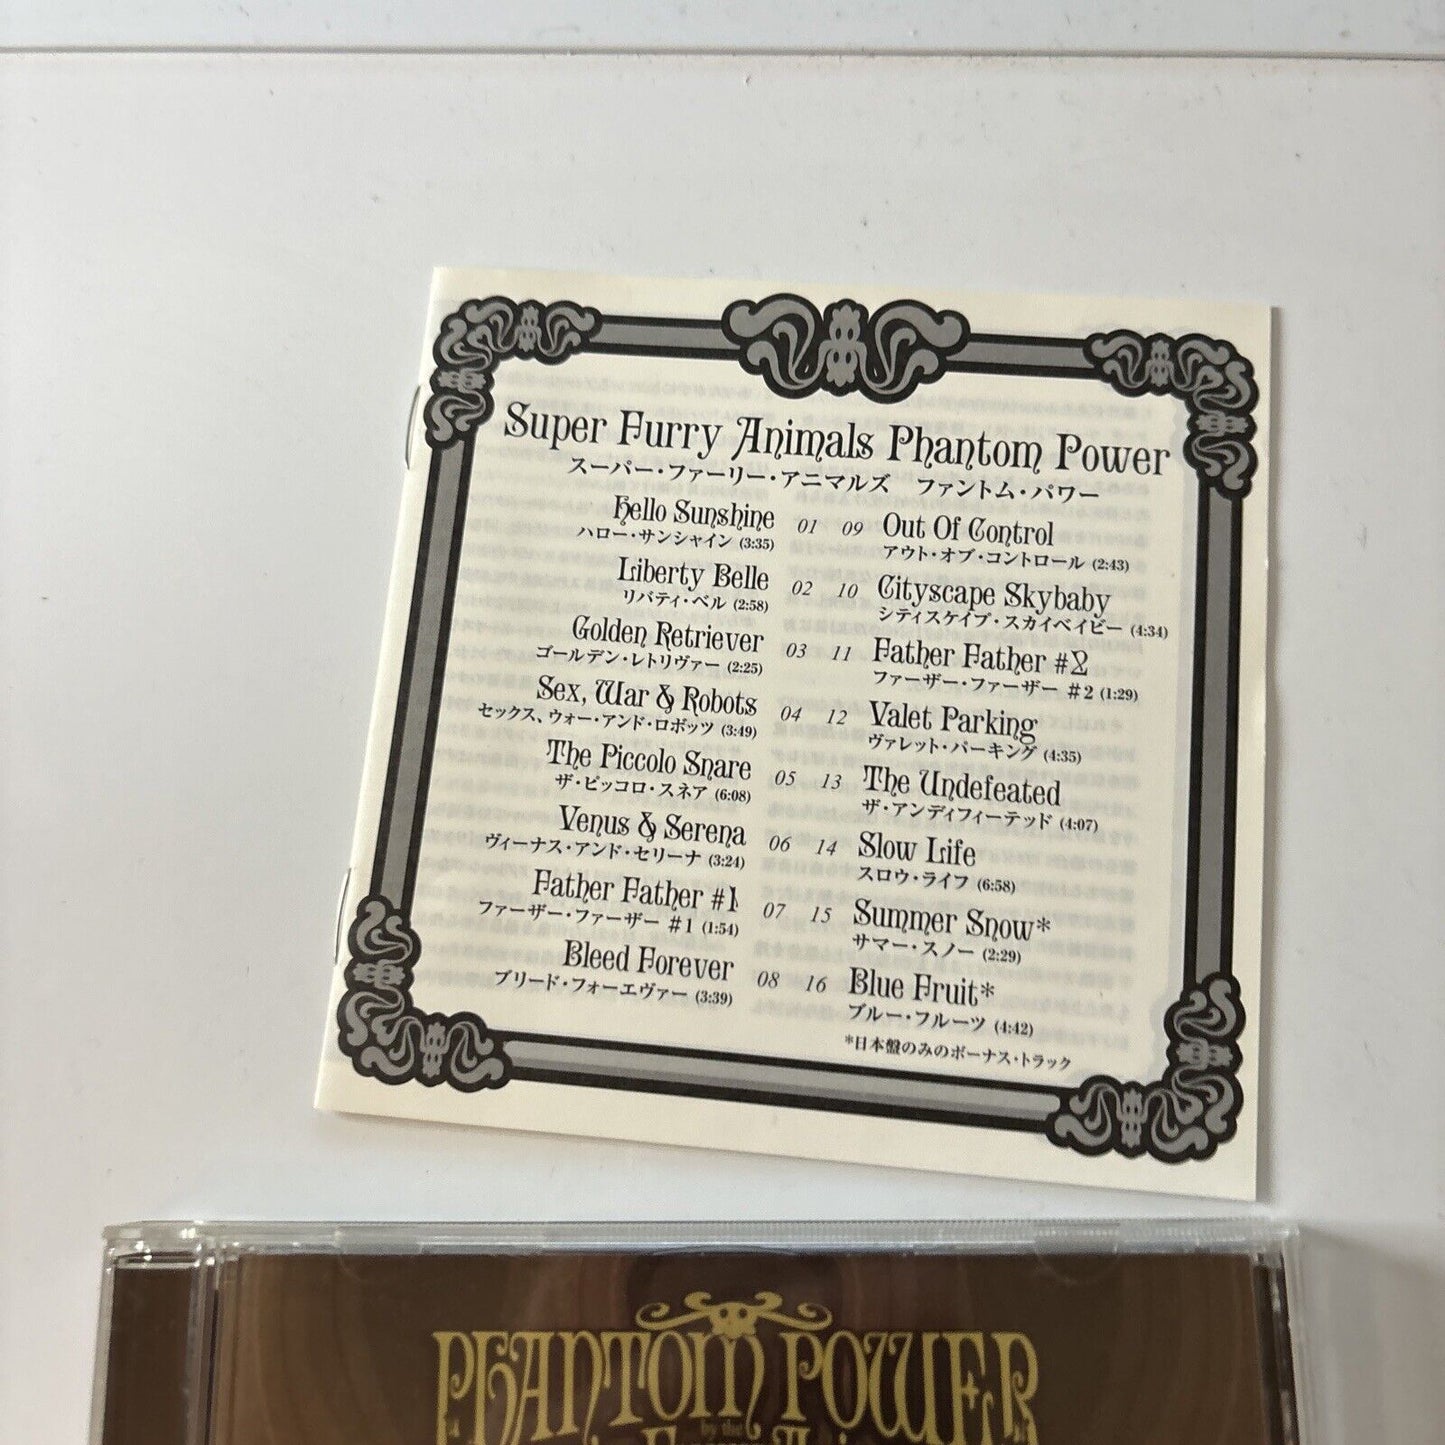 Super Furry Animals Phantom Power
スーパー・ファーリー・アニマルズ　ファントム・パワー
Hello Sunshine 01
ハロー・サンシャイン (3:35)
Liberty Belle 02
リバティ・ベル (2:58)
Golden Retriever 03
ゴールデン・レトリヴァー (2:25)
Sex, War & Robots 04
セックス、ウォー・アンド・ロボッツ (3:49)
The Piccolo Snare 05
ザ・ピッコロ・スネア (6:08)
Venus & Serena 06
ヴィーナス・アンド・セリーナ (3:24)
Father Father #1 07
ファーザー・ファーザー #1 (1:54)
Bleed Forever 08
ブリード・フォーエヴァー (3:39)
09 Out Of Control
アウト・オブ・コントロール (2:43)
10 Cityscape Skybaby
シティスケイプ・スカイベイビー (4:34)
11 Father Father #2
ファーザー・ファーザー #2 (1:29)
12 Valet Parking
ヴァレット・パーキング (4:35)
13 The Undefeated
ザ・アンディフィーテッド (4:07)
14 Slow Life
スロウ・ライフ (6:58)
15 Summer Snow*
サマー・スノー (2:29)
16 Blue Fruit*
ブルー・フルーツ (4:42)
*日本盤のみのボーナス・トラック
PHANTOM POWER
by the